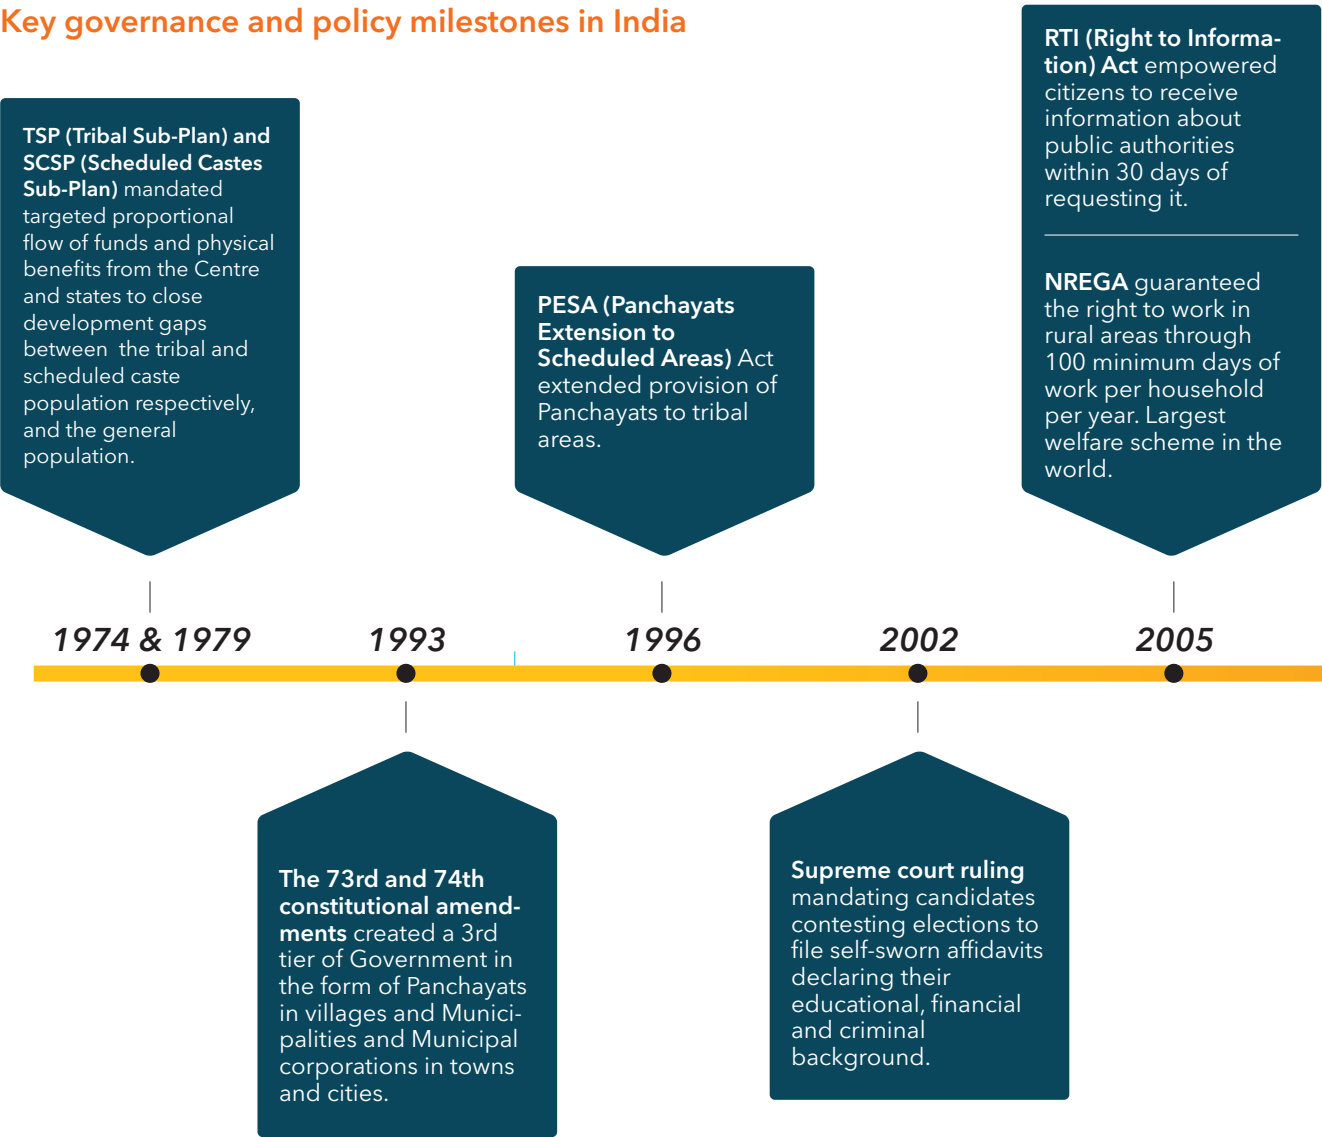 Key governance and policy milestones in India
TSP (Tribal Sub-Plan) and
SCSP (Scheduled Castes
Sub-Plan) mandated
targeted proportional
flow of funds and physical
benefits from the Centre
and states to close
development gaps
between  the tribal and
scheduled caste
population respectively,
and the general
population.
PESA (Panchayats
Extension to
Scheduled Areas) Act
extended provision of
Panchayats to tribal
areas.
RTI (Right to Informa-
tion) Act empowered
citizens to receive
information about
public authorities
within 30 days of
requesting it.
NREGA guaranteed
the right to work in
rural areas through
100 minimum days of
work per household
per year. Largest
welfare scheme in the
world.
1974 & 1979
1993
1996
2002
2005
The 73rd and 74th
constitutional amend-
ments created a 3rd
tier of Government in
the form of Panchayats
in villages and Munici-
palities and Municipal
corporations in towns
and cities.
Supreme court ruling
mandating candidates
contesting elections to
file self-sworn affidavits
declaring their
educational, financial
and criminal
background.